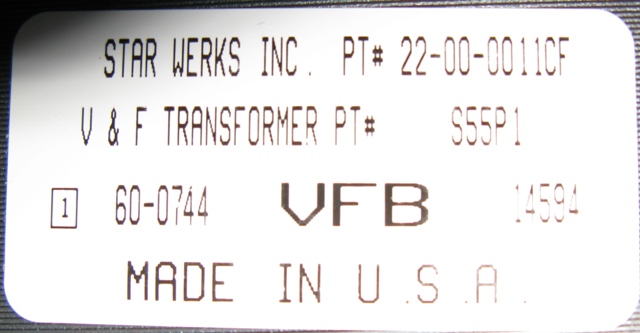 STAR WERKS INC. PT# 22-00-0011CF
V & F TRANSFORMER PT# S55P1
1 60-0744 VFB 14594
MADE IN U.S.A.